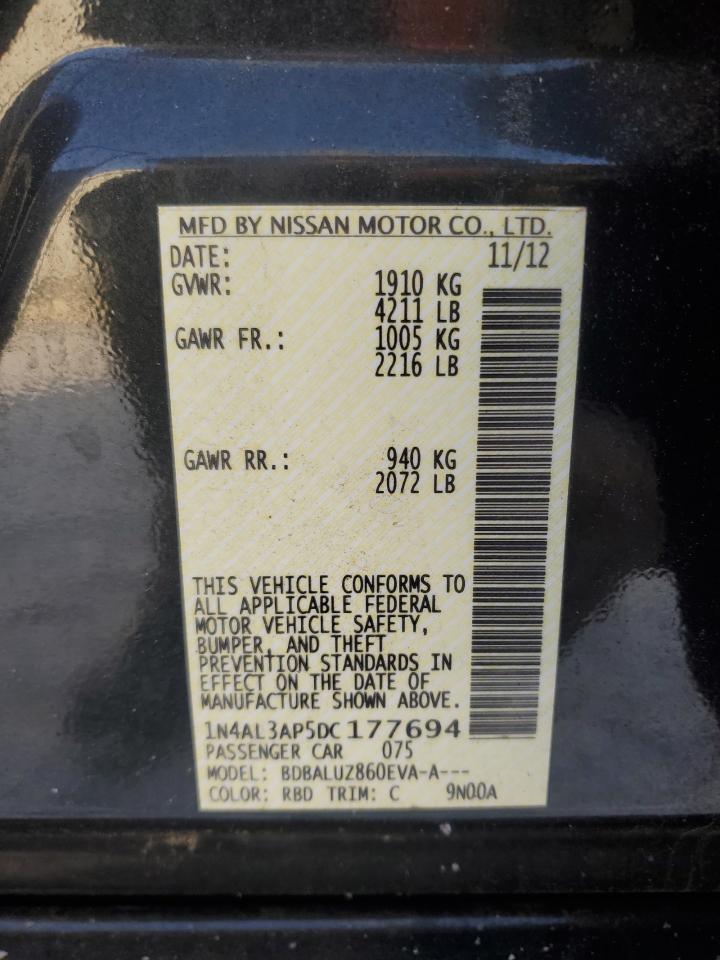 MFD BY NISSAN MOTOR CO., LTD.
DATE: 11/12
GVWR: 1910 KG
4211 LB
GAWR FR.: 1005 KG
2216 LB
GAWR RR.: 940 KG
2072 LB
THIS VEHICLE CONFORMS TO
ALL APPLICABLE FEDERAL
MOTOR VEHICLE SAFETY,
BUMPER, AND THEFT
PREVENTION STANDARDS IN
EFFECT ON THE DATE OF
MANUFACTURE SHOWN ABOVE.
1N4AL3AP5DC177694
PASSENGER CAR 075
MODEL: BDBALUZ860EVA-A---
COLOR: RBD TRIM: C 9N00A